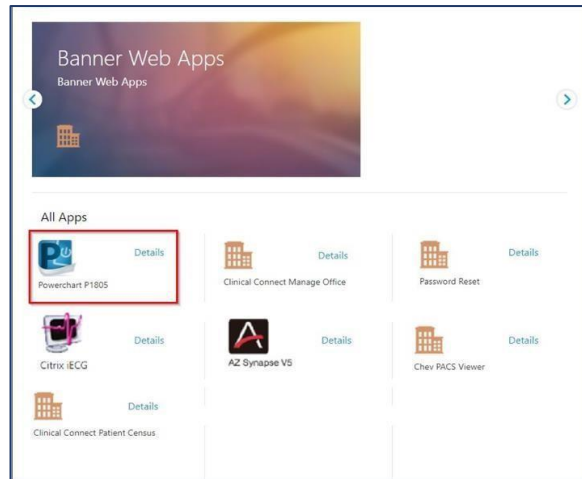 Banner Web Apps
Banner Web Apps
All Apps
Details
Powerchart P1805
Details
Clinical Connect Manage Office
Details
Password Reset
Details
Citrix iECG
Details
AZ Synapse V5
Details
Chev PACS Viewer
Details
Clinical Connect Patient Census